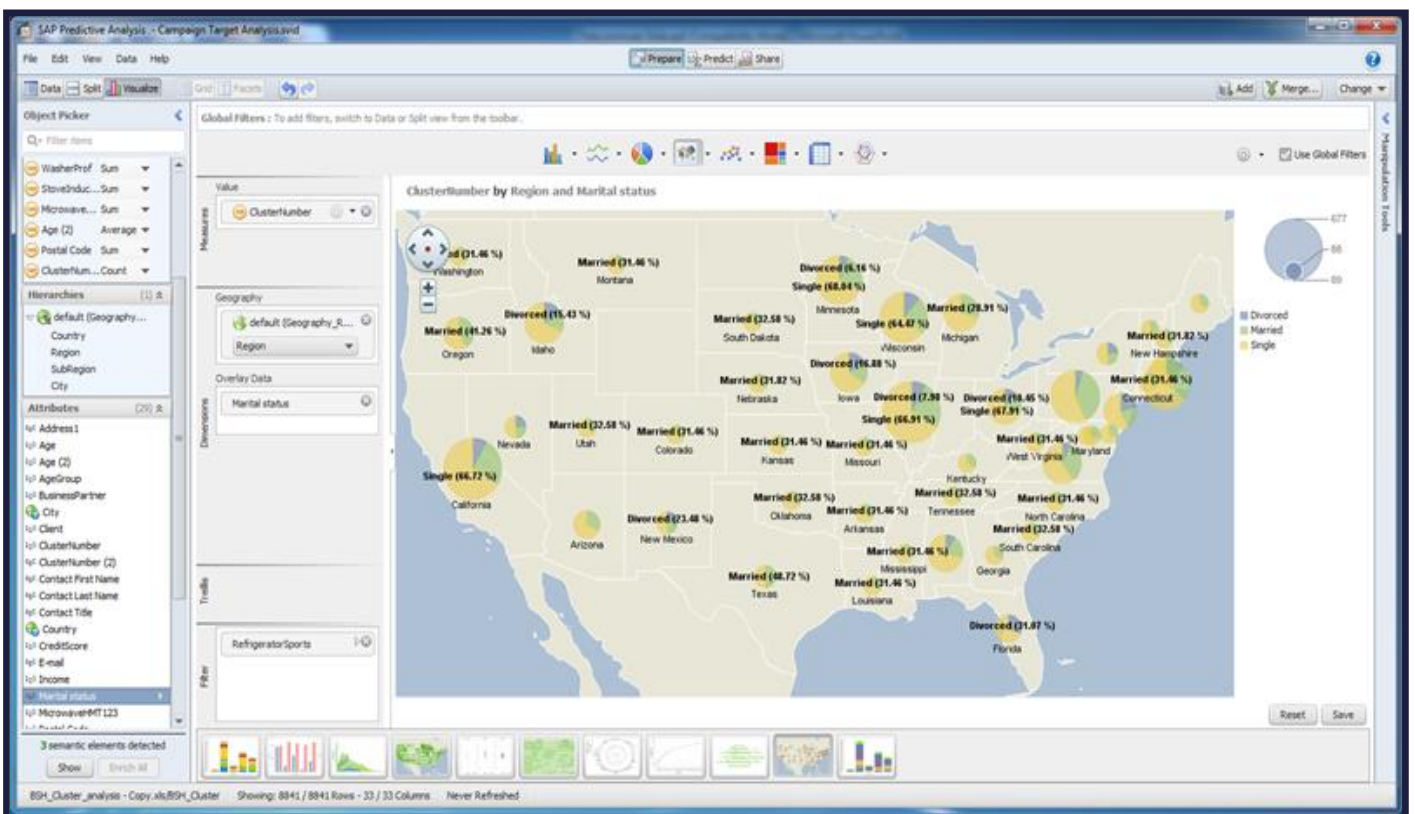 SAP Predictive Analysis - Campaign Target Analysis.svid
File Edit View Data Help
Prepare Predict Share
Data Split Visualize Grid Facets
Add Merge... Change
Object Picker
Filter items
WasherProf Sum
StoveInduc... Sum
Microwave... Sum
Age (2) Average
Postal Code Sum
ClusterNum... Count
Hierarchies (1)
default (Geography...
Country
Region
SubRegion
City
Attributes (29)
Address1
Age
Age (2)
AgeGroup
BusinessPartner
City
Client
ClusterNumber
ClusterNumber (2)
Contact First Name
Contact Last Name
Contact Title
Country
CreditScore
E-mail
Income
Marital status
MicrowaveHMT123
3 semantic elements detected
Show Enrich All
Global Filters : To add filters, switch to Data or Split view from the toolbar.
Use Global Filters
Manipulation Tools
Measures
Value
ClusterNumber
Dimensions
Geography
default (Geography_R...
Region
Overlay Data
Marital status
Trellis
Filter
RefrigeratorSports
ClusterNumber by Region and Marital status
(31.46 %)
Washington
Married (31.46 %)
Montana
Divorced (6.16 %)
Single (68.04 %)
Minnesota
Divorced (15.43 %)
Idaho
Married (41.26 %)
Oregon
Married (32.58 %)
South Dakota
Single (64.47 %)
Wisconsin
Married (28.91 %)
Michigan
Married (31.82 %)
New Hampshire
Divorced (16.88 %)
Iowa
Married (31.82 %)
Nebraska
Divorced (7.98 %)
Single (66.91 %)
Divorced (10.45 %)
Single (67.91 %)
Married (31.46 %)
Connecticut
Nevada
Married (32.58 %)
Utah
Married (31.46 %)
Colorado
Married (31.46 %)
Kansas
Married (31.46 %)
Missouri
Married (31.46 %)
West Virginia
Maryland
Kentucky
Single (66.72 %)
California
Arizona
Divorced (23.48 %)
New Mexico
Married (32.58 %)
Oklahoma
Married (31.46 %)
Arkansas
Married (32.58 %)
Tennessee
Married (31.46 %)
North Carolina
Married (32.58 %)
South Carolina
Married (31.46 %)
Mississippi
Georgia
Married (48.72 %)
Texas
Married (31.46 %)
Louisiana
Divorced (31.07 %)
Florida
677
88
89
Divorced
Married
Single
Reset Save
BSH_Cluster_analysis - Copy.xls/BSH_Cluster Showing: 8841 / 8841 Rows - 33 / 33 Columns Never Refreshed